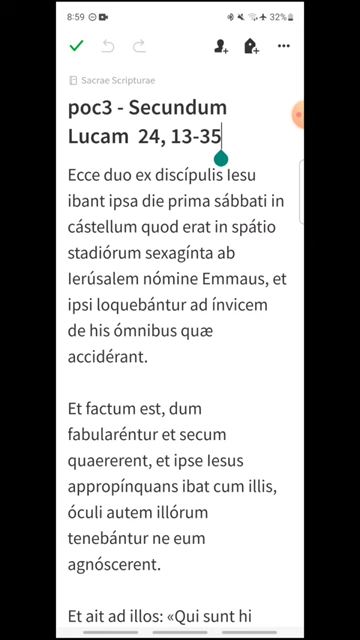 8:59
32%
Sacrae Scripturae
poc3 - Secundum
Lucam 24, 13-35
Ecce duo ex discípulis Iesu
ibant ipsa die prima sábbati in
cástellum quod erat in spátio
stadiórum sexagínta ab
Ierúsalem nómine Emmaus, et
ipsi loquebántur ad ínvicem
de his ómnibus quæ
accidérant.
Et factum est, dum
fabularéntur et secum
quaererent, et ipse Iesus
appropínquans ibat cum illis,
óculi autem illórum
tenebántur ne eum
agnóscerent.
Et ait ad illos: «Qui sunt hi